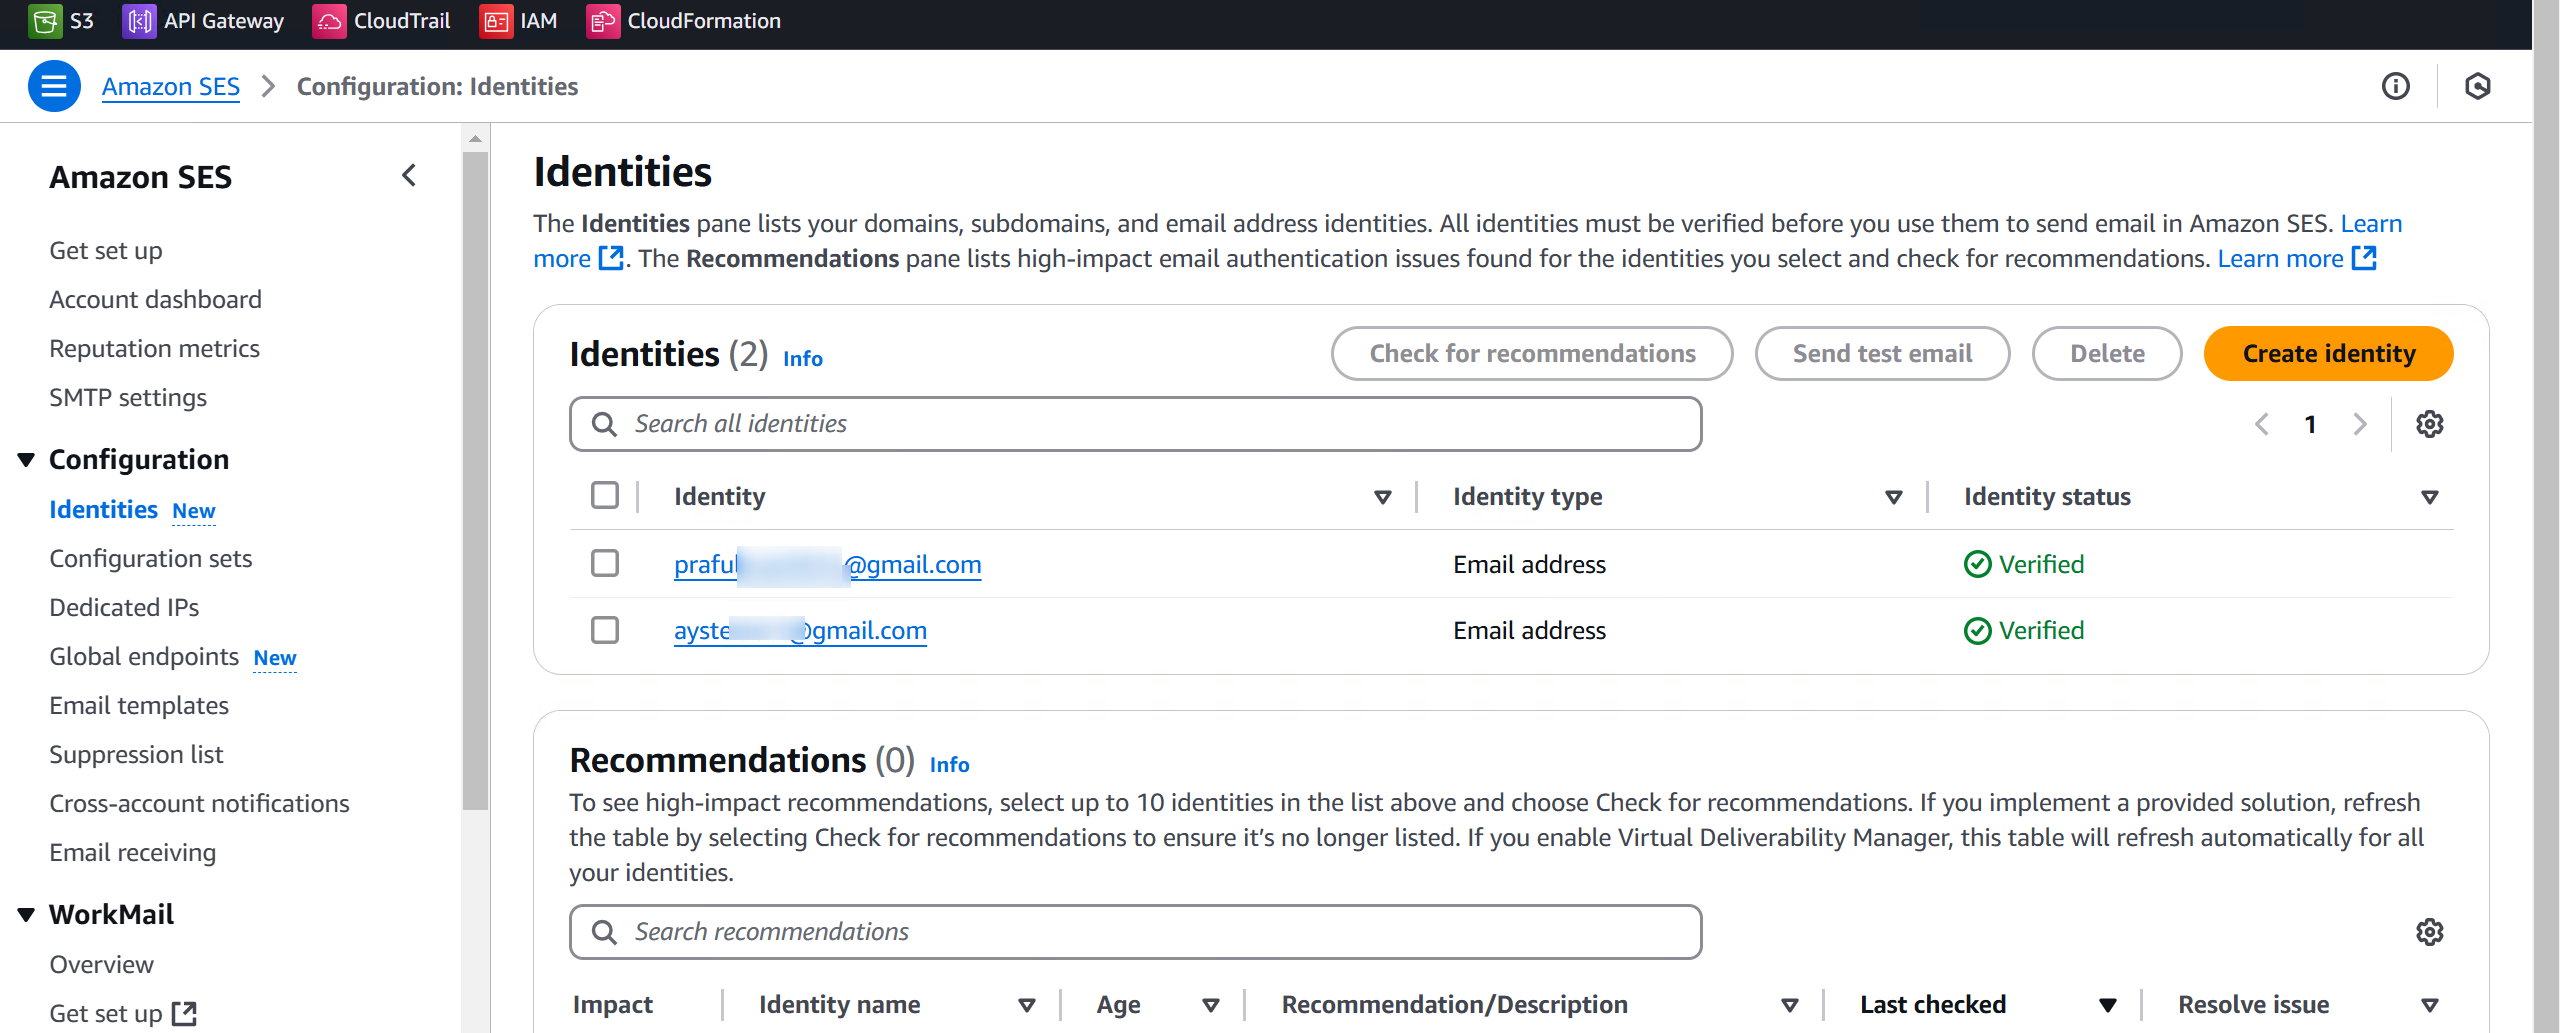 S3 API Gateway CloudTrail IAM CloudFormation
Amazon SES > Configuration: Identities
Amazon SES
Get set up
Account dashboard
Reputation metrics
SMTP settings
Configuration
Identities New
Configuration sets
Dedicated IPs
Global endpoints New
Email templates
Suppression list
Cross-account notifications
Email receiving
WorkMail
Overview
Get set up
Identities
The Identities pane lists your domains, subdomains, and email address identities. All identities must be verified before you use them to send email in Amazon SES. Learn
more . The Recommendations pane lists high-impact email authentication issues found for the identities you select and check for recommendations. Learn more
Identities (2) Info Check for recommendations Send test email Delete Create identity
Search all identities 1
Identity Identity type Identity status
praful @gmail.com Email address Verified
ayste @gmail.com Email address Verified
Recommendations (0) Info
To see high-impact recommendations, select up to 10 identities in the list above and choose Check for recommendations. If you implement a provided solution, refresh
the table by selecting Check for recommendations to ensure it’s no longer listed. If you enable Virtual Deliverability Manager, this table will refresh automatically for all
your identities.
Search recommendations
Impact Identity name Age Recommendation/Description Last checked Resolve issue